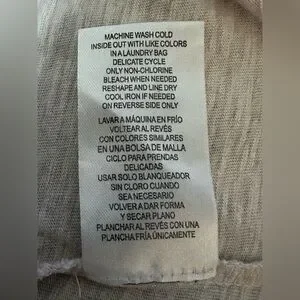 MACHINE WASH COLD
INSIDE OUT WITH LIKE COLORS
IN A LAUNDRY BAG
DELICATE CYCLE
ONLY NON-CHLORINE
BLEACH WHEN NEEDED
RESHAPE AND LINE DRY
COOL IRON IF NEEDED
ON REVERSE SIDE ONLY
LAVAR A MÁQUINA EN FRÍO
VOLTEAR AL REVÉS
CON COLORES SIMILARES
EN UNA BOLSA DE MALLA
CICLO PARA PRENDAS
DELICADAS
USAR SOLO BLANQUEADOR
SIN CLORO CUANDO
SEA NECESARIO
VOLVER A DAR FORMA
Y SECAR PLANO
PLANCHAR AL REVÉS CON UNA
PLANCHA FRÍA ÚNICAMENTE